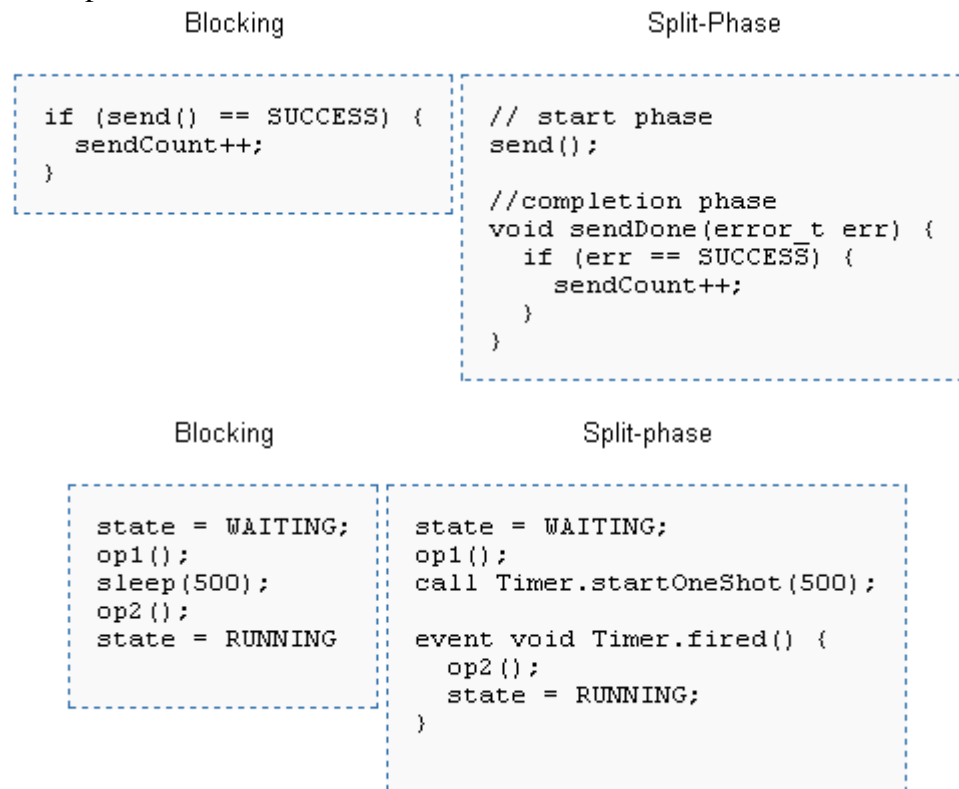 Blocking
Split-Phase
if (send() == SUCCESS) {
  sendCount++;
}
// start phase
send();

//completion phase
void sendDone(error_t err) {
  if (err == SUCCESS) {
    sendCount++;
  }
}
Blocking
Split-phase
state = WAITING;
op1();
sleep(500);
op2();
state = RUNNING
state = WAITING;
op1();
call Timer.startOneShot(500);

event void Timer.fired() {
  op2();
  state = RUNNING;
}